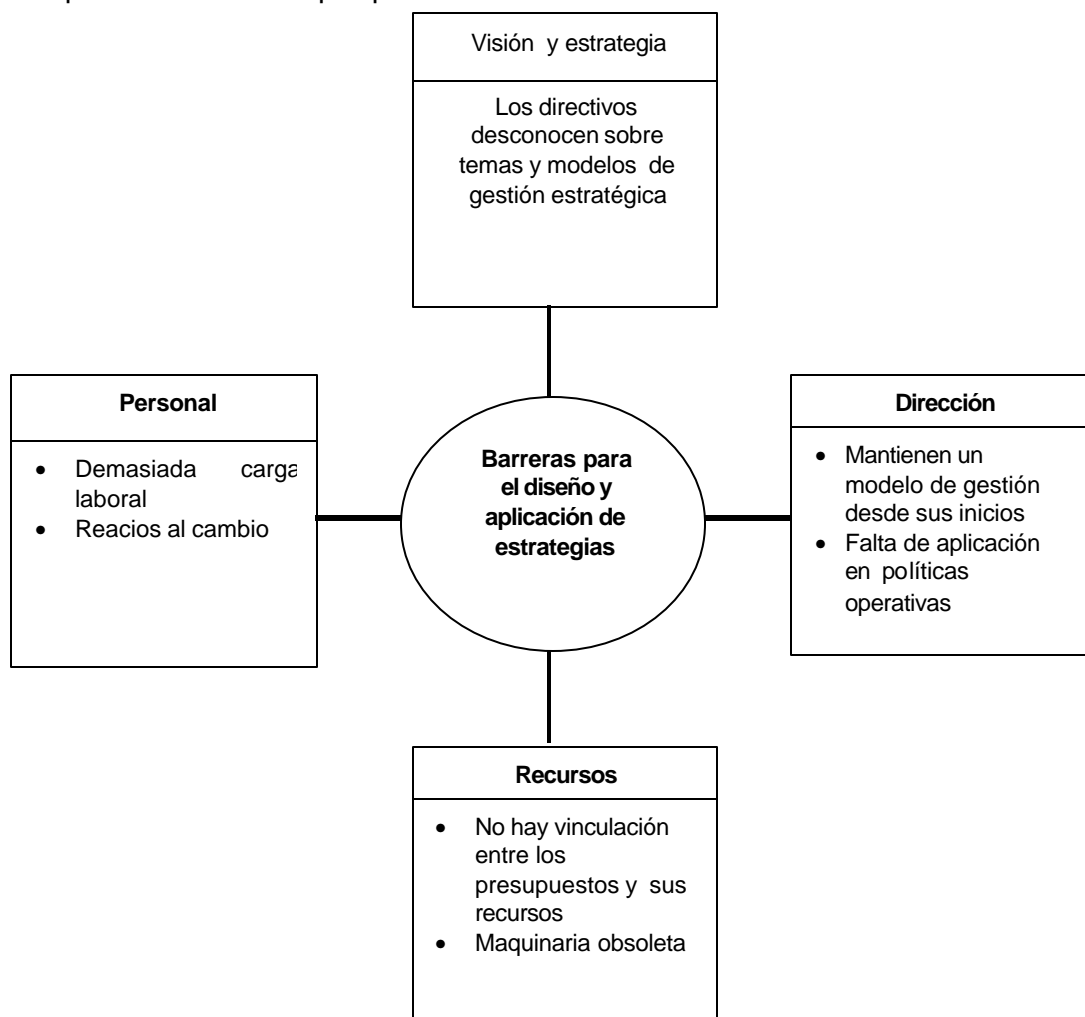 Visión y estrategia
Los directivos
desconocen sobre
temas y modelos de
gestión estratégica
Personal
• Demasiada carga
laboral
• Reacios al cambio
Barreras para
el diseño y
aplicación de
estrategias
Dirección
• Mantienen un
modelo de gestión
desde sus inicios
• Falta de aplicación
en políticas
operativas
Recursos
• No hay vinculación
entre los
presupuestos y sus
recursos
• Maquinaria obsoleta